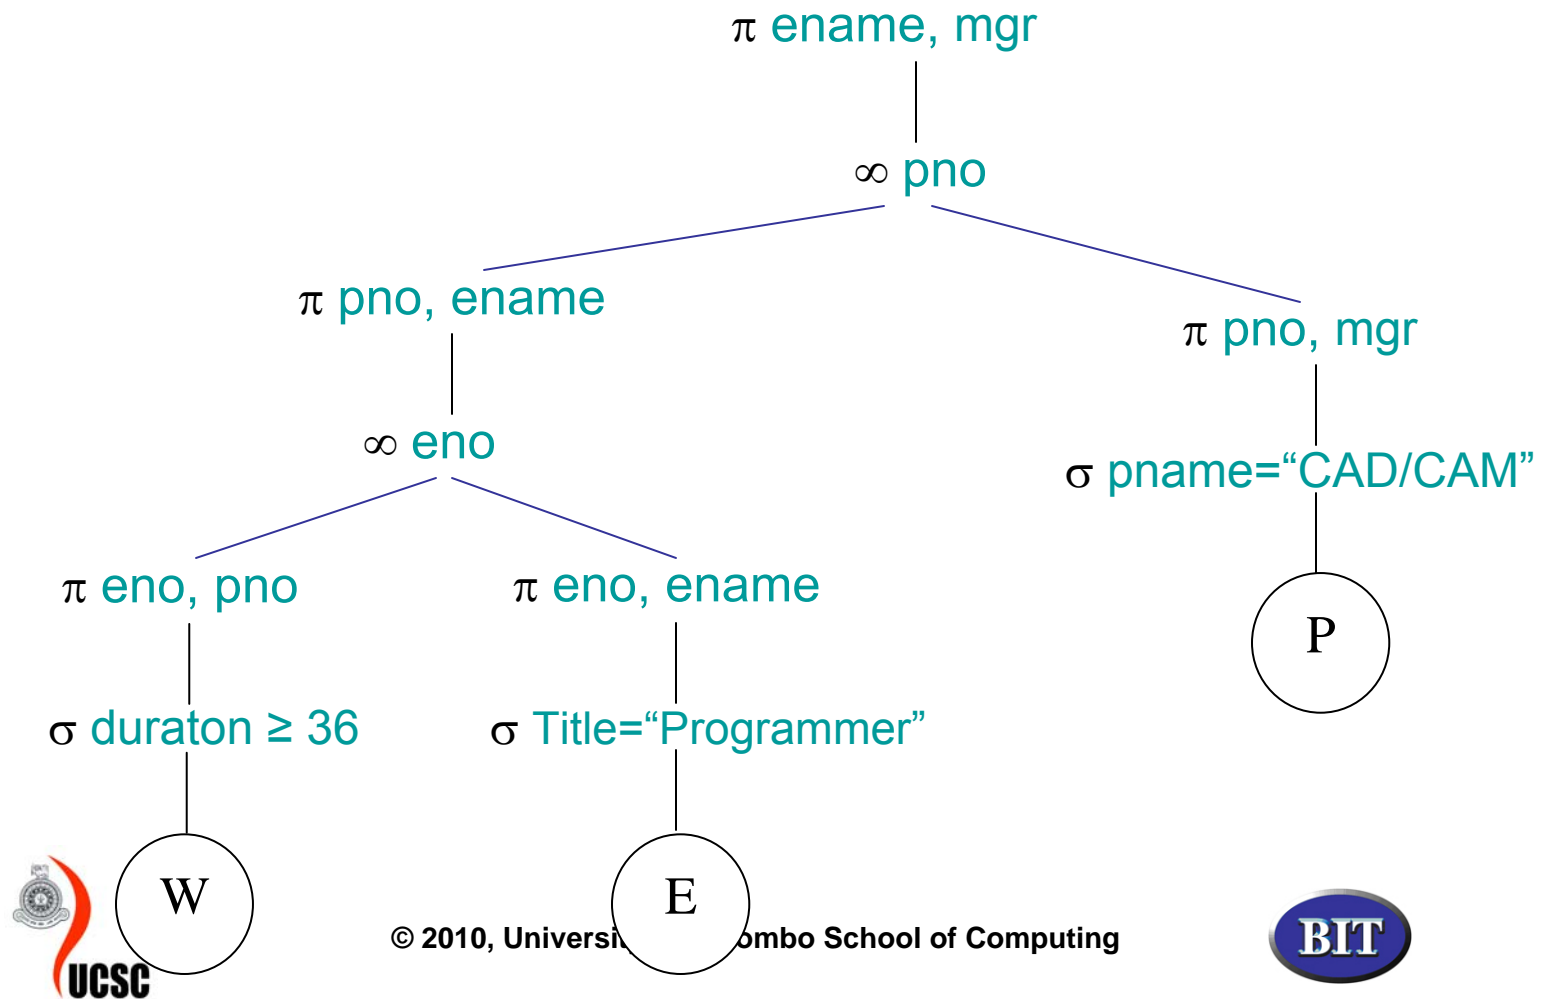 π ename, mgr
∞ pno
π pno, ename
π pno, mgr
∞ eno
σ pname=“CAD/CAM”
π eno, pno
π eno, ename
P
σ duraton ≥ 36
σ Title=“Programmer”
W
E
© 2010, Universi ombo School of Computing
BIT
UCSC